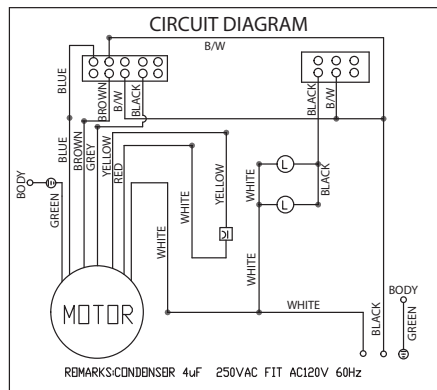 CIRCUIT DIAGRAM
B/W
BLUE
BROWN
B/W
BLACK
BLACK
B/W
BLUE
BROWN
GREY
YELLOW
RED
WHITE
YELLOW
WHITE
L
BLACK
L
BODY
GREEN
WHITE
WHITE
WHITE
BLACK
BODY
GREEN
MOTOR
REMARKS:CONDENSER 4uF 250VAC FIT AC120V 60Hz